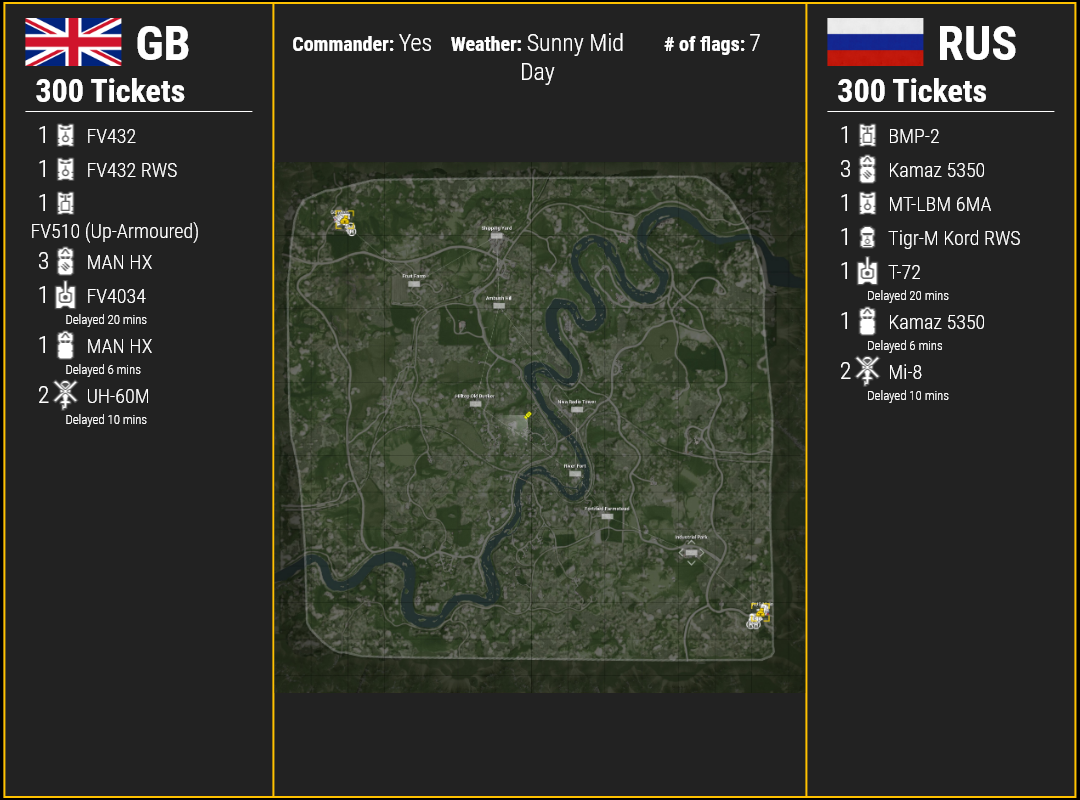 GB
300 Tickets
1 FV432
1 FV432 RWS
1
FV510 (Up-Armoured)
3 MAN HX
1 FV4034
Delayed 20 mins
1 MAN HX
Delayed 6 mins
2 UH-60M
Delayed 10 mins
Commander: Yes Weather: Sunny Mid Day # of flags: 7
Shipping Yard
Fruit Farm
Ambush Hill
Hilltop Old Bunker
New Radio Tower
River Fort
Farmstead
Industrial Park
RUS
300 Tickets
1 BMP-2
3 Kamaz 5350
1 MT-LBM 6MA
1 Tigr-M Kord RWS
1 T-72
Delayed 20 mins
1 Kamaz 5350
Delayed 6 mins
2 Mi-8
Delayed 10 mins